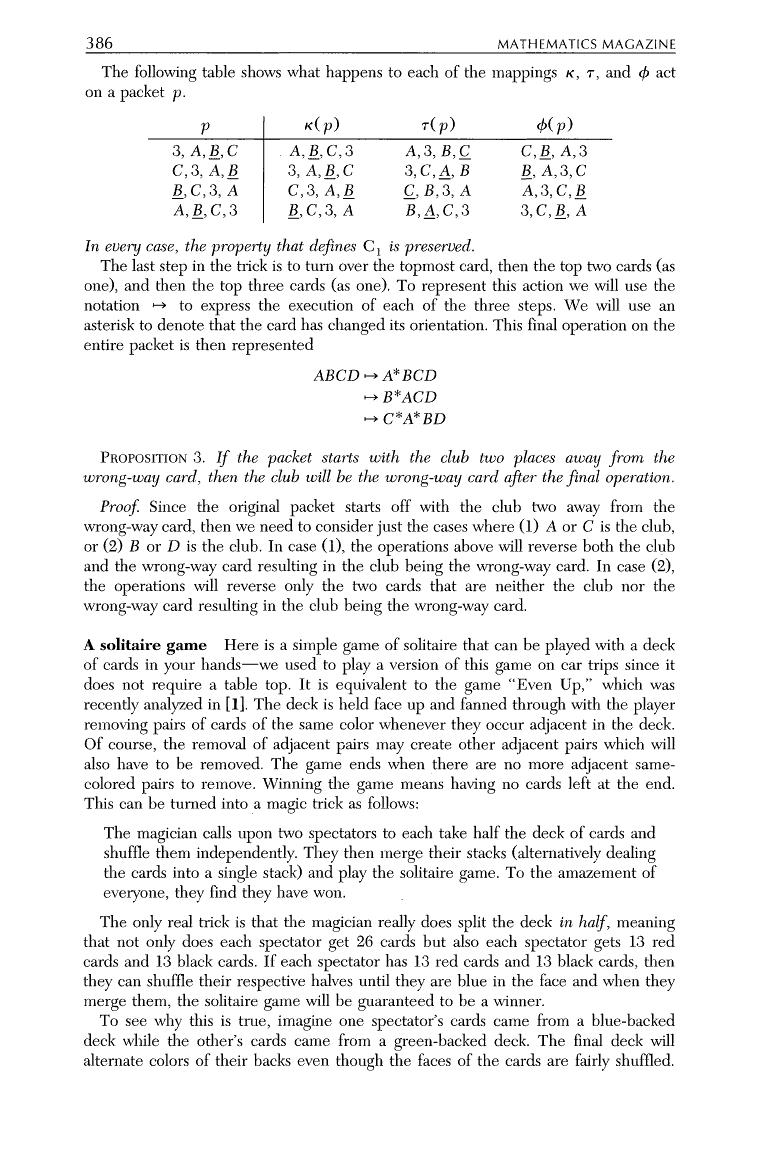 386 MATHEMATICS MAGAZINE
The following table shows what happens to each of the mappings κ, τ, and ϕ act
on a packet p.
p κ(p) τ(p) ϕ(p)
3, A, B, C A, B, C, 3 A, 3, B, C C, B, A, 3
C, 3, A, B 3, A, B, C 3, C, A, B B, A, 3, C
B, C, 3, A C, 3, A, B C, B, 3, A A, 3, C, B
A, B, C, 3 B, C, 3, A B, A, C, 3 3, C, B, A
In every case, the property that defines C₁ is preserved.
The last step in the trick is to turn over the topmost card, then the top two cards (as
one), and then the top three cards (as one). To represent this action we will use the
notation ↦ to express the execution of each of the three steps. We will use an
asterisk to denote that the card has changed its orientation. This final operation on the
entire packet is then represented
ABCD ↦ A*BCD
↦ B*ACD
↦ C*A*BD
PROPOSITION 3. If the packet starts with the club two places away from the
wrong-way card, then the club will be the wrong-way card after the final operation.
Proof. Since the original packet starts off with the club two away from the
wrong-way card, then we need to consider just the cases where (1) A or C is the club,
or (2) B or D is the club. In case (1), the operations above will reverse both the club
and the wrong-way card resulting in the club being the wrong-way card. In case (2),
the operations will reverse only the two cards that are neither the club nor the
wrong-way card resulting in the club being the wrong-way card.
A solitaire game Here is a simple game of solitaire that can be played with a deck
of cards in your hands—we used to play a version of this game on car trips since it
does not require a table top. It is equivalent to the game “Even Up,” which was
recently analyzed in [1]. The deck is held face up and fanned through with the player
removing pairs of cards of the same color whenever they occur adjacent in the deck.
Of course, the removal of adjacent pairs may create other adjacent pairs which will
also have to be removed. The game ends when there are no more adjacent same-
colored pairs to remove. Winning the game means having no cards left at the end.
This can be turned into a magic trick as follows:
The magician calls upon two spectators to each take half the deck of cards and
shuffle them independently. They then merge their stacks (alternatively dealing
the cards into a single stack) and play the solitaire game. To the amazement of
everyone, they find they have won.
The only real trick is that the magician really does split the deck in half, meaning
that not only does each spectator get 26 cards but also each spectator gets 13 red
cards and 13 black cards. If each spectator has 13 red cards and 13 black cards, then
they can shuffle their respective halves until they are blue in the face and when they
merge them, the solitaire game will be guaranteed to be a winner.
To see why this is true, imagine one spectator’s cards came from a blue-backed
deck while the other’s cards came from a green-backed deck. The final deck will
alternate colors of their backs even though the faces of the cards are fairly shuffled.